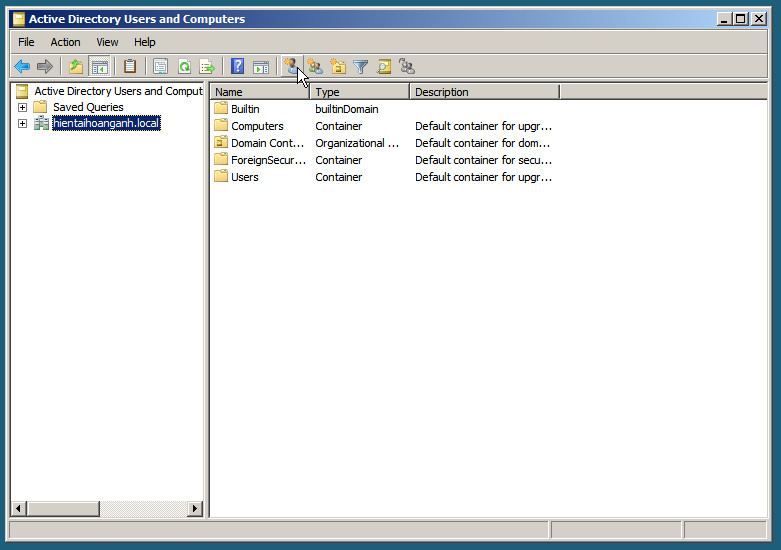 Active Directory Users and Computers
File Action View Help
Active Directory Users and Comput
Saved Queries
nientaihoanganh.local
Name Type Description
Builtin builtinDomain
Computers Container Default container for upgr...
Domain Cont... Organizational ... Default container for dom...
ForeignSecur... Container Default container for secu...
Users Container Default container for upgr...